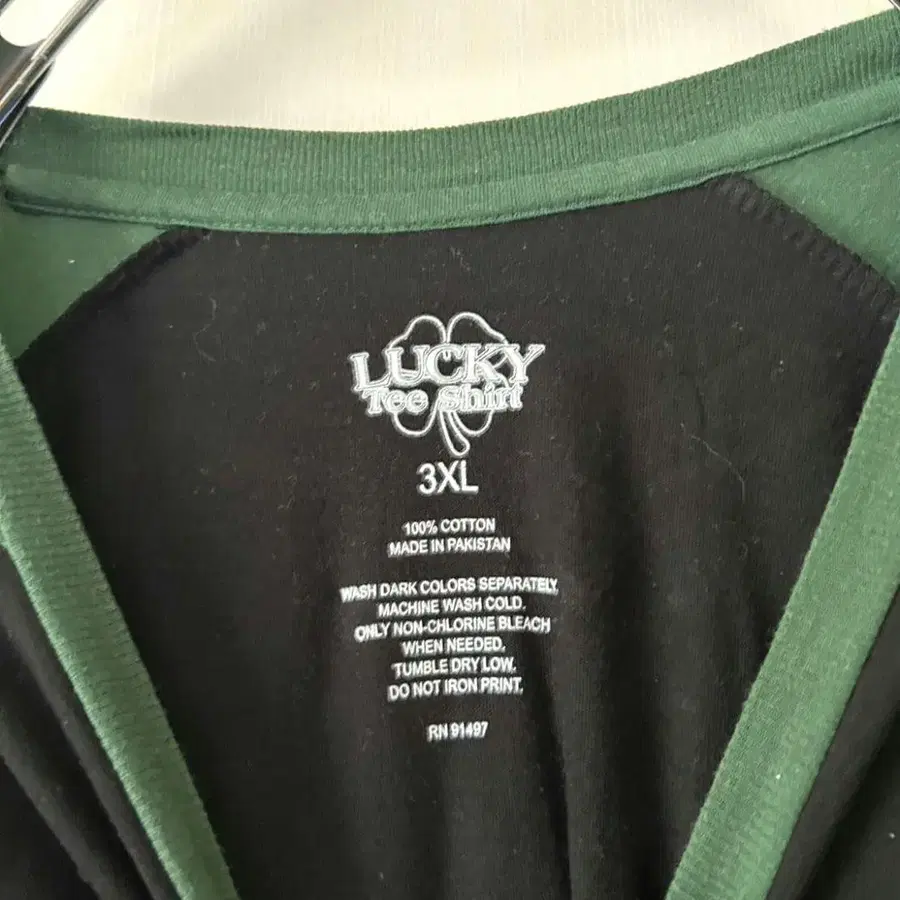 LUCKY
Tee Shirt
3XL
100% COTTON
MADE IN PAKISTAN
WASH DARK COLORS SEPARATELY.
MACHINE WASH COLD.
ONLY NON-CHLORINE BLEACH
WHEN NEEDED.
TUMBLE DRY LOW.
DO NOT IRON PRINT.
RN 91497